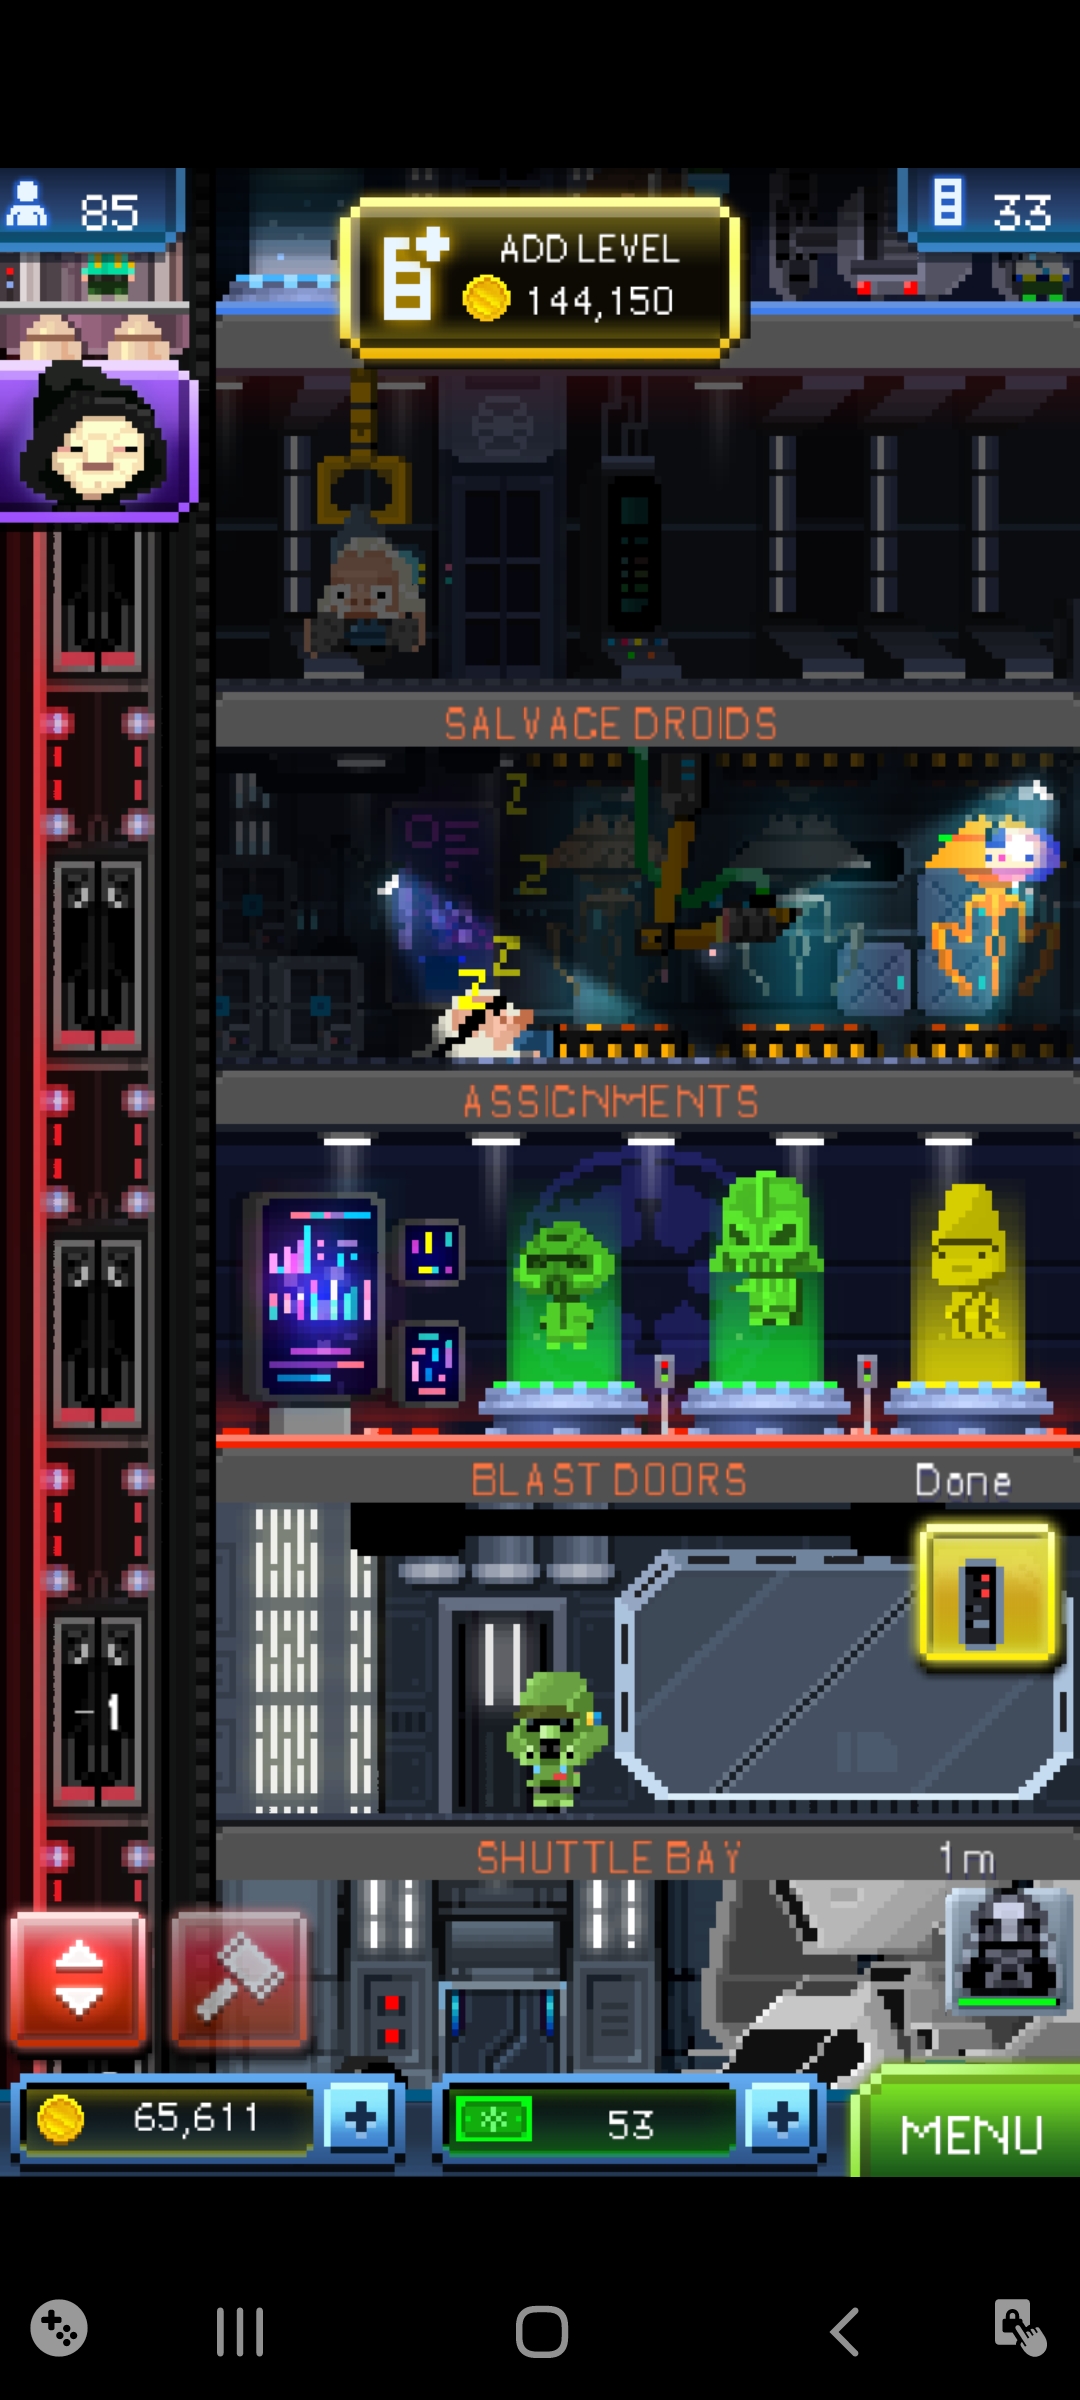 85
ADD LEVEL
144,150
33
SALVAGE DROIDS
Z
Z
Z
Z
ASSIGNMENTS
BLAST DOORS
Done
-1
SHUTTLE BAY
1m
65,611
53
MENU